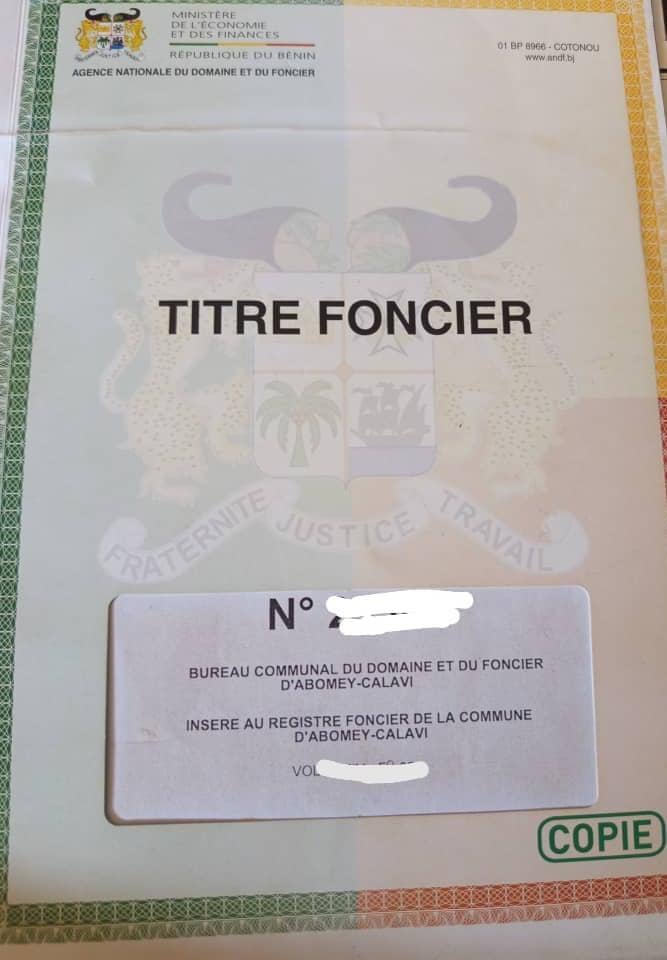 MINISTÈRE
DE L'ÉCONOMIE
ET DES FINANCES
RÉPUBLIQUE DU BÉNIN
AGENCE NATIONALE DU DOMAINE ET DU FONCIER
01 BP 8966 - COTONOU
www.andf.bj
TITRE FONCIER
FRATERNITE JUSTICE TRAVAIL
N°
BUREAU COMMUNAL DU DOMAINE ET DU FONCIER
D'ABOMEY-CALAVI
INSERE AU REGISTRE FONCIER DE LA COMMUNE
D'ABOMEY-CALAVI
VOL
COPIE